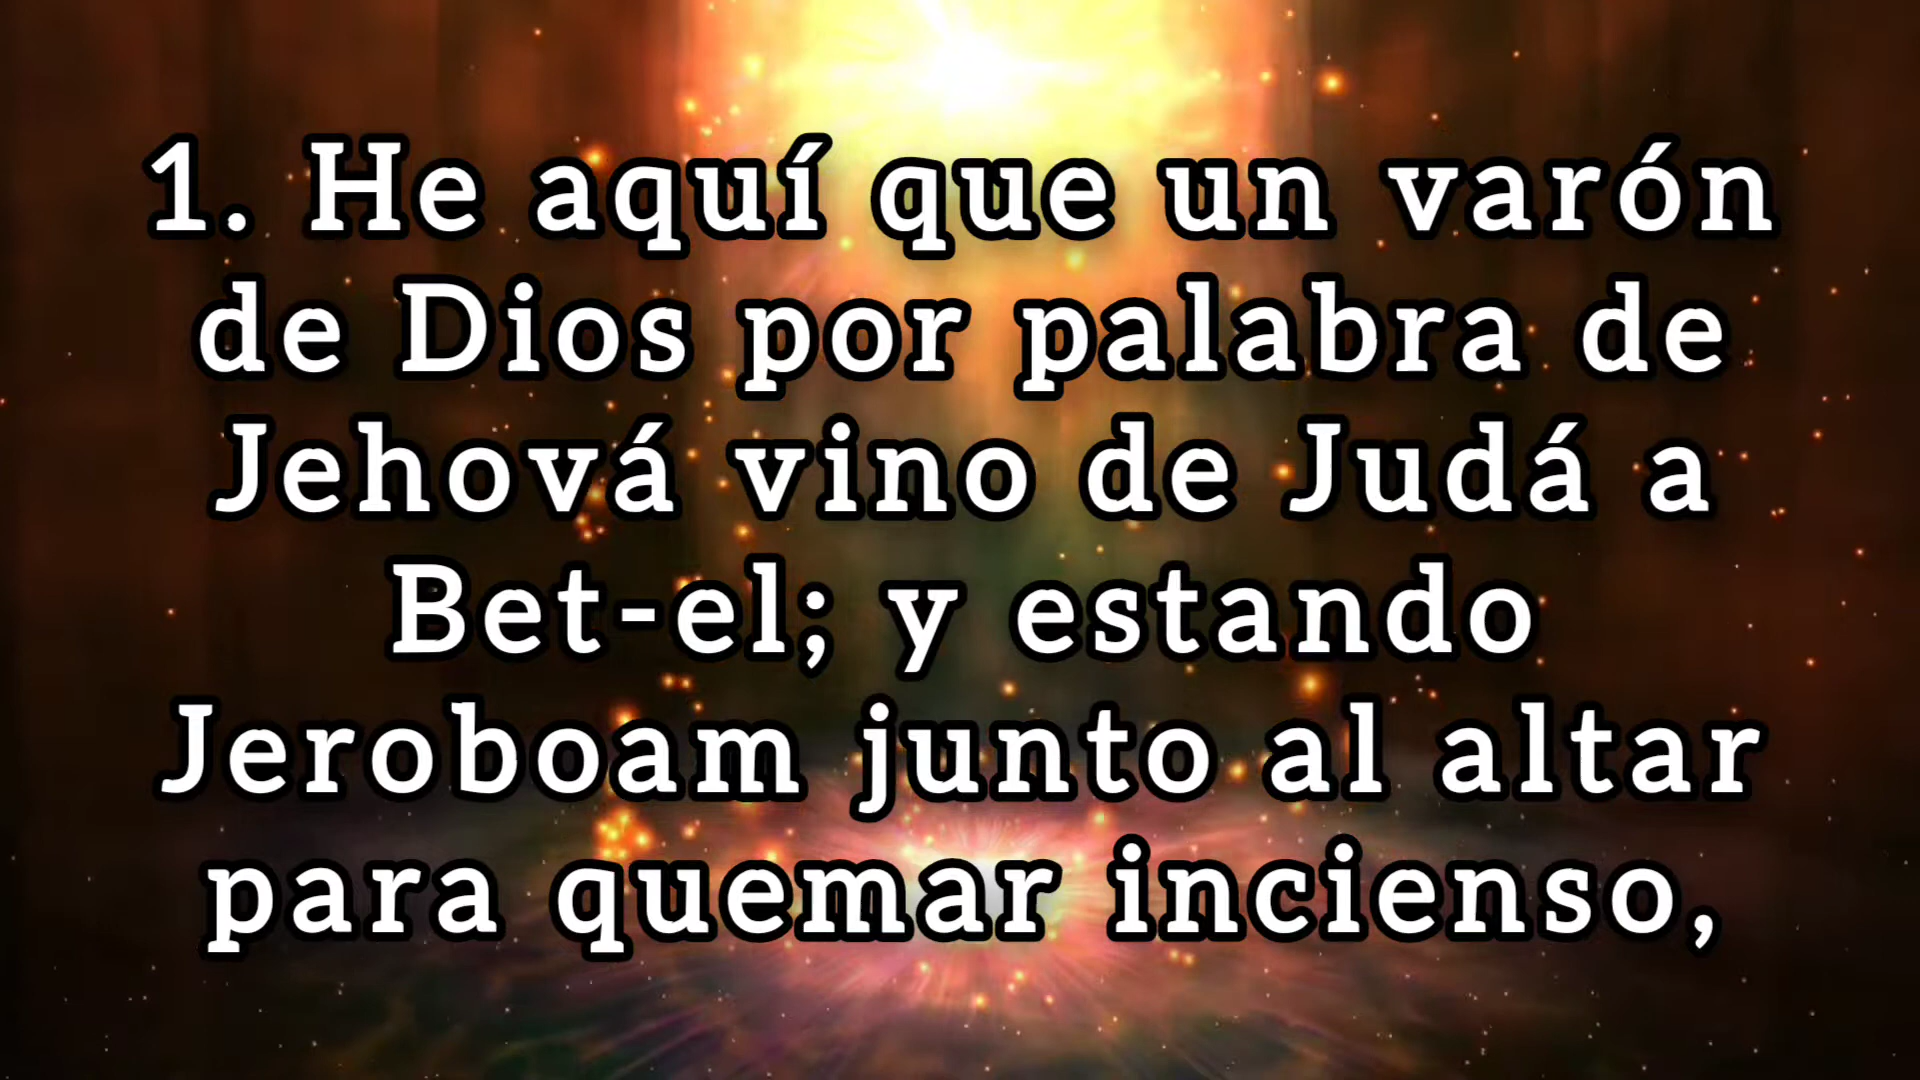 1. He aquí que un varón
de Dios por palabra de
Jehová vino de Judá a
Bet-el; y estando
Jeroboam junto al altar
para quemar incienso,